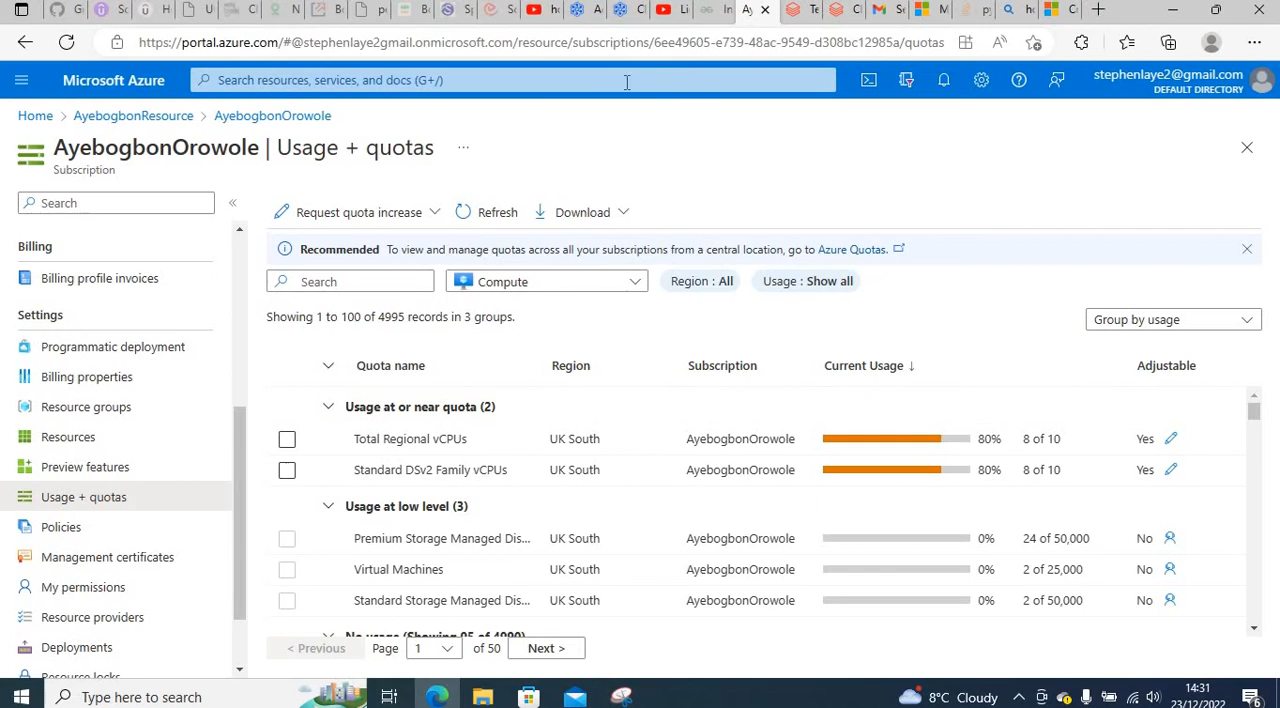 https://portal.azure.com/#@stephenlaye2gmail.onmicrosoft.com/resource/subscriptions/6ee49605-e739-48ac-9549-d308bc12985a/quotas
Microsoft Azure
Search resources, services, and docs (G+/)
stephenlaye2@gmail.com
DEFAULT DIRECTORY
Home > AyebogbonResource > AyebogbonOrowole
AyebogbonOrowole | Usage + quotas ...
Subscription
Search «
Request quota increase Refresh Download
Billing
Recommended To view and manage quotas across all your subscriptions from a central location, go to Azure Quotas.
Billing profile invoices
Search Compute Region : All Usage : Show all
Settings
Showing 1 to 100 of 4995 records in 3 groups. Group by usage
Programmatic deployment
Billing properties
Resource groups
Resources
Preview features
Usage + quotas
Policies
Management certificates
My permissions
Resource providers
Deployments
Resource locks
Quota name Region Subscription Current Usage ↓ Adjustable
Usage at or near quota (2)
Total Regional vCPUs UK South AyebogbonOrowole 80% 8 of 10 Yes
Standard DSv2 Family vCPUs UK South AyebogbonOrowole 80% 8 of 10 Yes
Usage at low level (3)
Premium Storage Managed Dis... UK South AyebogbonOrowole 0% 24 of 50,000 No
Virtual Machines UK South AyebogbonOrowole 0% 2 of 25,000 No
Standard Storage Managed Dis... UK South AyebogbonOrowole 0% 2 of 50,000 No
No usage (Showing 95 of 4990)
< Previous Page 1 of 50 Next >
Type here to search
8°C Cloudy
14:31
23/12/2022
6